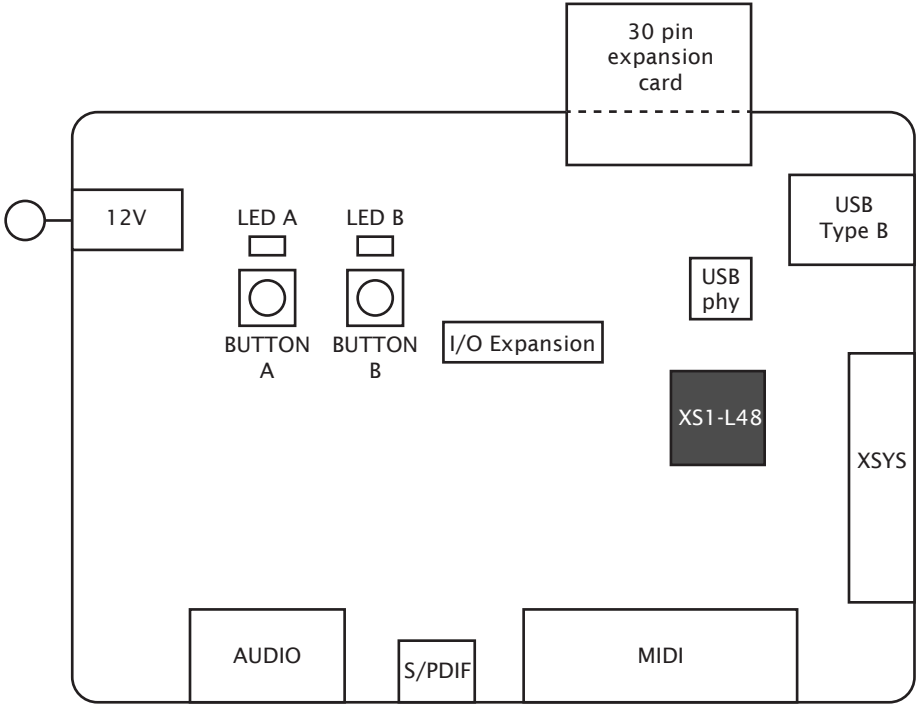 30 pin
expansion
card
12V
LED A
LED B
USB
Type B
USB
phy
BUTTON
A
BUTTON
B
I/O Expansion
XS1-L48
XSYS
AUDIO
S/PDIF
MIDI